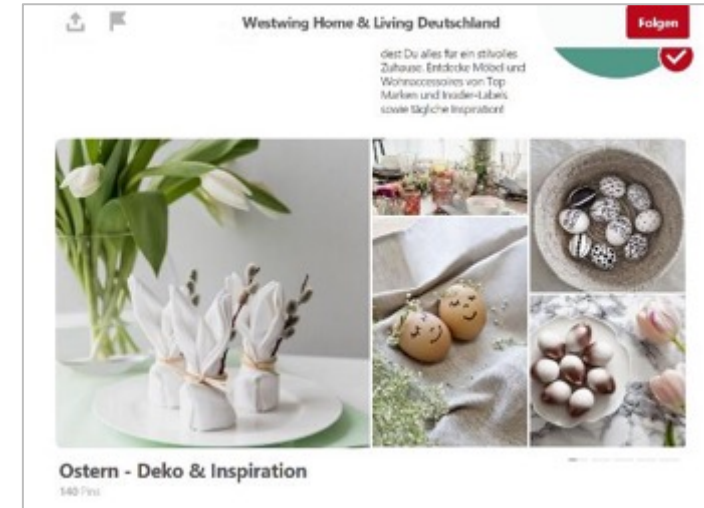 Westwing Home & Living Deutschland
Folgen
dest Du alles für ein stilvolles
Zuhause. Entdecke Möbel und
Wohnaccessoires von Top
Marken und Insider-Labels
sowie tägliche Inspiration!
Ostern - Deko & Inspiration
140 Pins